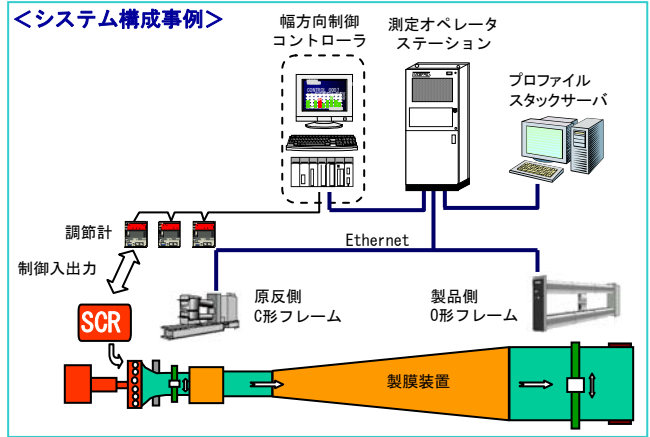 ＜システム構成事例＞
幅方向制御
コントローラ
測定オペレータ
ステーション
プロファイル
スタックサーバ
CONTROL 2002
調節計
Ethernet
制御入出力
原反側
C形フレーム
製品側
O形フレーム
SCR
製膜装置